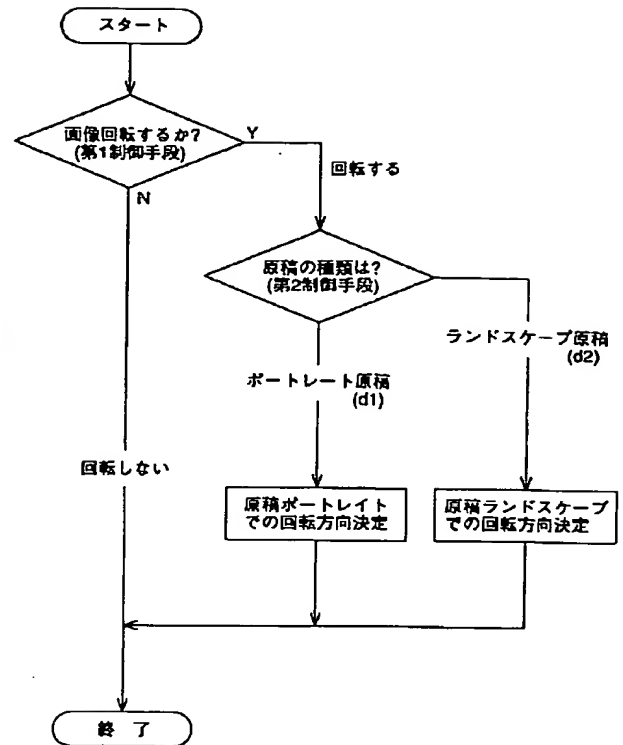 スタート
画像回転するか?
(第1制御手段)
Y
N
回転する
原稿の種類は?
(第2制御手段)
ランドスケープ原稿
(d2)
ポートレート原稿
(d1)
回転しない
原稿ポートレイト
での回転方向決定
原稿ランドスケープ
での回転方向決定
終 了